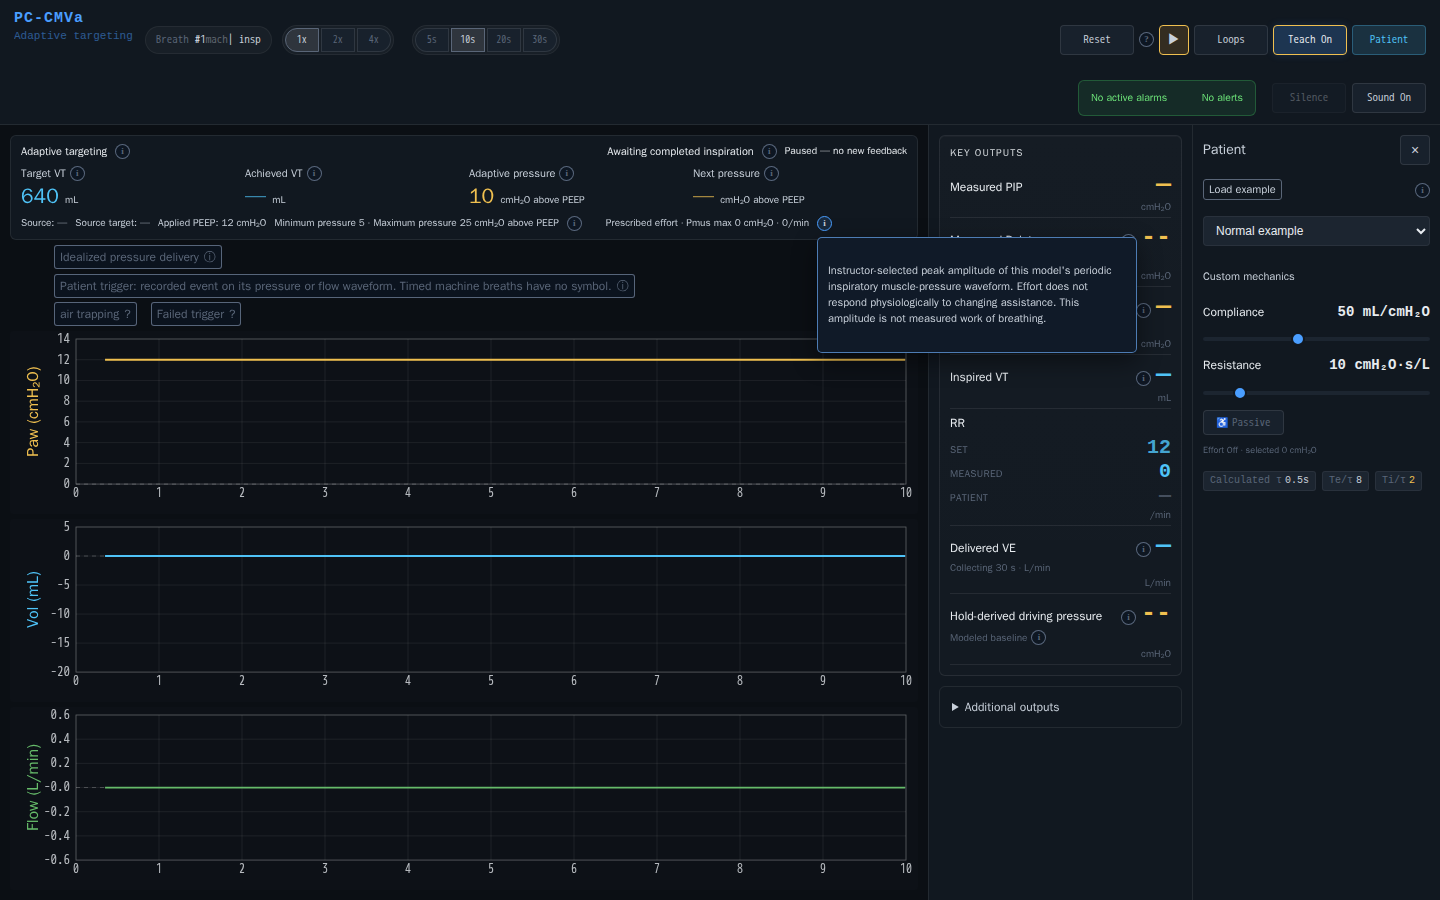 PC-CMVa
Adaptive targeting
Breath #1 mach insp
1x 2x 4x
5s 10s 20s 30s
Reset ? ▶ Loops Teach On Patient
No active alarms No alerts Silence Sound On
Adaptive targeting i
Awaiting completed inspiration i Paused — no new feedback
Target VT i Achieved VT i Adaptive pressure i Next pressure i
640 mL — mL 10 cmH₂O above PEEP — cmH₂O above PEEP
Source: — Source target: — Applied PEEP: 12 cmH₂O Minimum pressure 5 · Maximum pressure 25 cmH₂O above PEEP i Prescribed effort · Pmus max 0 cmH₂O · 0/min i
Instructor-selected peak amplitude of this model's periodic
inspiratory muscle-pressure waveform. Effort does not
respond physiologically to changing assistance. This
amplitude is not measured work of breathing.
Idealized pressure delivery ⓘ
Patient trigger: recorded event on its pressure or flow waveform. Timed machine breaths have no symbol. ⓘ
air trapping ? Failed trigger ?
Paw (cmH₂O)
14
12
10
8
6
4
2
0
0 1 2 3 4 5 6 7 8 9 10
Vol (mL)
5
0
-5
-10
-15
-20
0 1 2 3 4 5 6 7 8 9 10
Flow (L/min)
0.6
0.4
0.2
-0.0
-0.2
-0.4
-0.6
0 1 2 3 4 5 6 7 8 9 10
KEY OUTPUTS
Measured PIP —
cmH₂O
--
cmH₂O
i —
cmH₂O
Inspired VT i —
mL
RR
SET 12
MEASURED 0
PATIENT —
/min
Delivered VE i —
Collecting 30 s · L/min
L/min
Hold-derived driving pressure i --
Modeled baseline i
cmH₂O
▶ Additional outputs
Patient ×
Load example i
Normal example
Custom mechanics
Compliance 50 mL/cmH₂O
Resistance 10 cmH₂O·s/L
♿ Passive
Effort Off · selected 0 cmH₂O
Calculated τ 0.5s Te/τ 8 Ti/τ 2